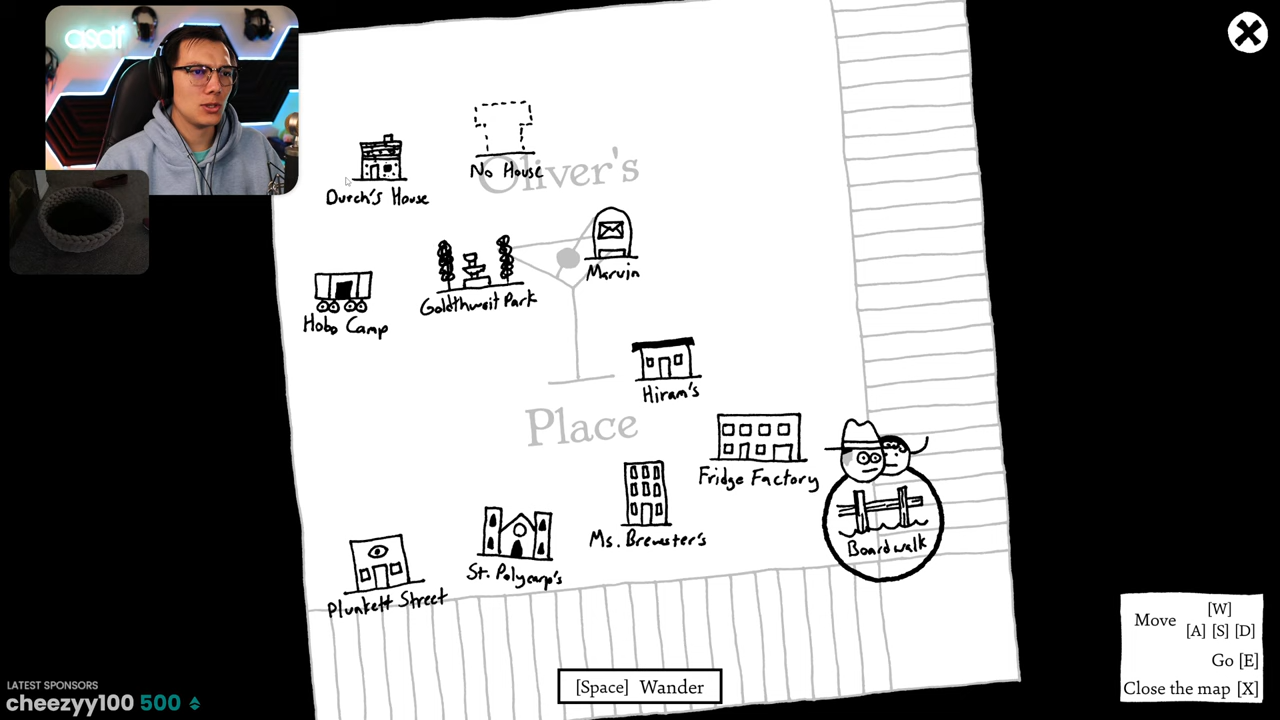 No House
Oliver's
Durch's House
Marvin
Goldthwait Park
Hobo Camp
Hiram's
Place
Fridge Factory
Ms. Brewster's
Boardwalk
St. Polycarp's
Plunkett Street
Move [W]
[A] [S] [D]
Go [E]
Close the map [X]
[Space] Wander
LATEST SPONSORS
cheezyy100 500